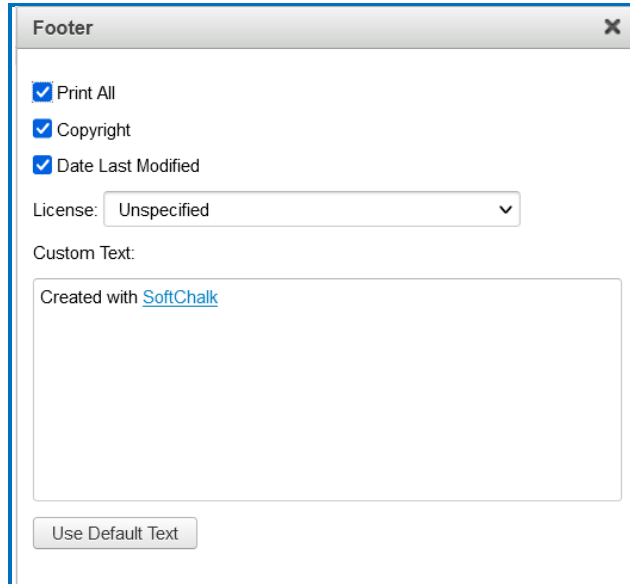 Footer
Print All
Copyright
Date Last Modified
License: Unspecified
Custom Text:
Created with SoftChalk
Use Default Text